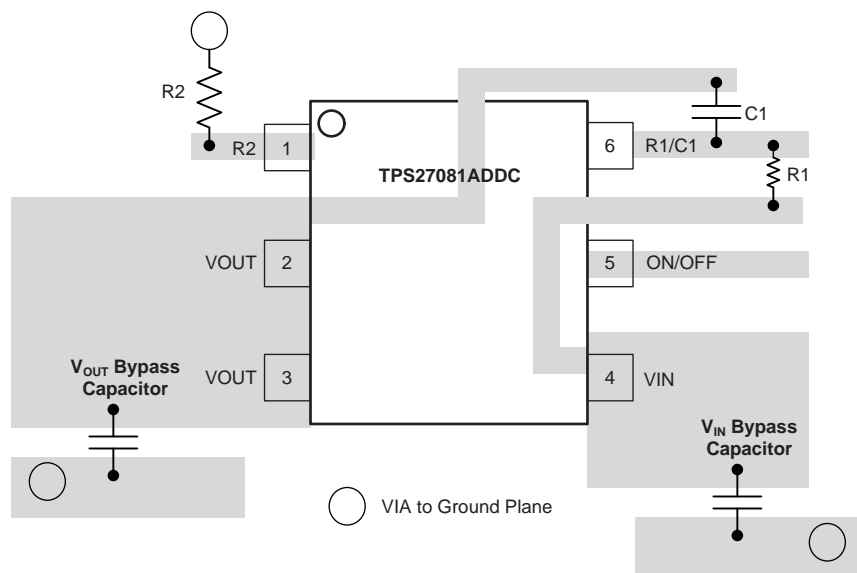 R2
C1
R2
1
6
R1/C1
TPS27081ADDC
R1
VOUT
2
5
ON/OFF
VOUT
3
4
VIN
VOUT Bypass
Capacitor
VIN Bypass
Capacitor
VIA to Ground Plane